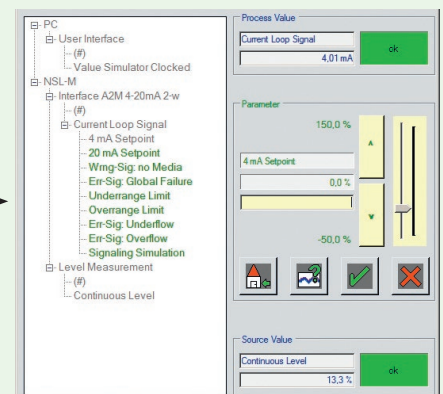 PC
User Interface
(#)
Value Simulator Clocked
NSL-M
Interface A2M 4-20mA 2-w
(#)
Current Loop Signal
4 mA Setpoint
20 mA Setpoint
Wrng-Sig: no Media
Err-Sig: Global Failure
Underrange Limit
Overrange Limit
Err-Sig: Underflow
Err-Sig: Overflow
Signaling Simulation
Level Measurement
(#)
Continuous Level
Process Value
Current Loop Signal
4,01 mA
ok
Parameter
150,0 %
4 mA Setpoint
0,0 %
-50,0 %
Source Value
Continuous Level
13,3 %
ok